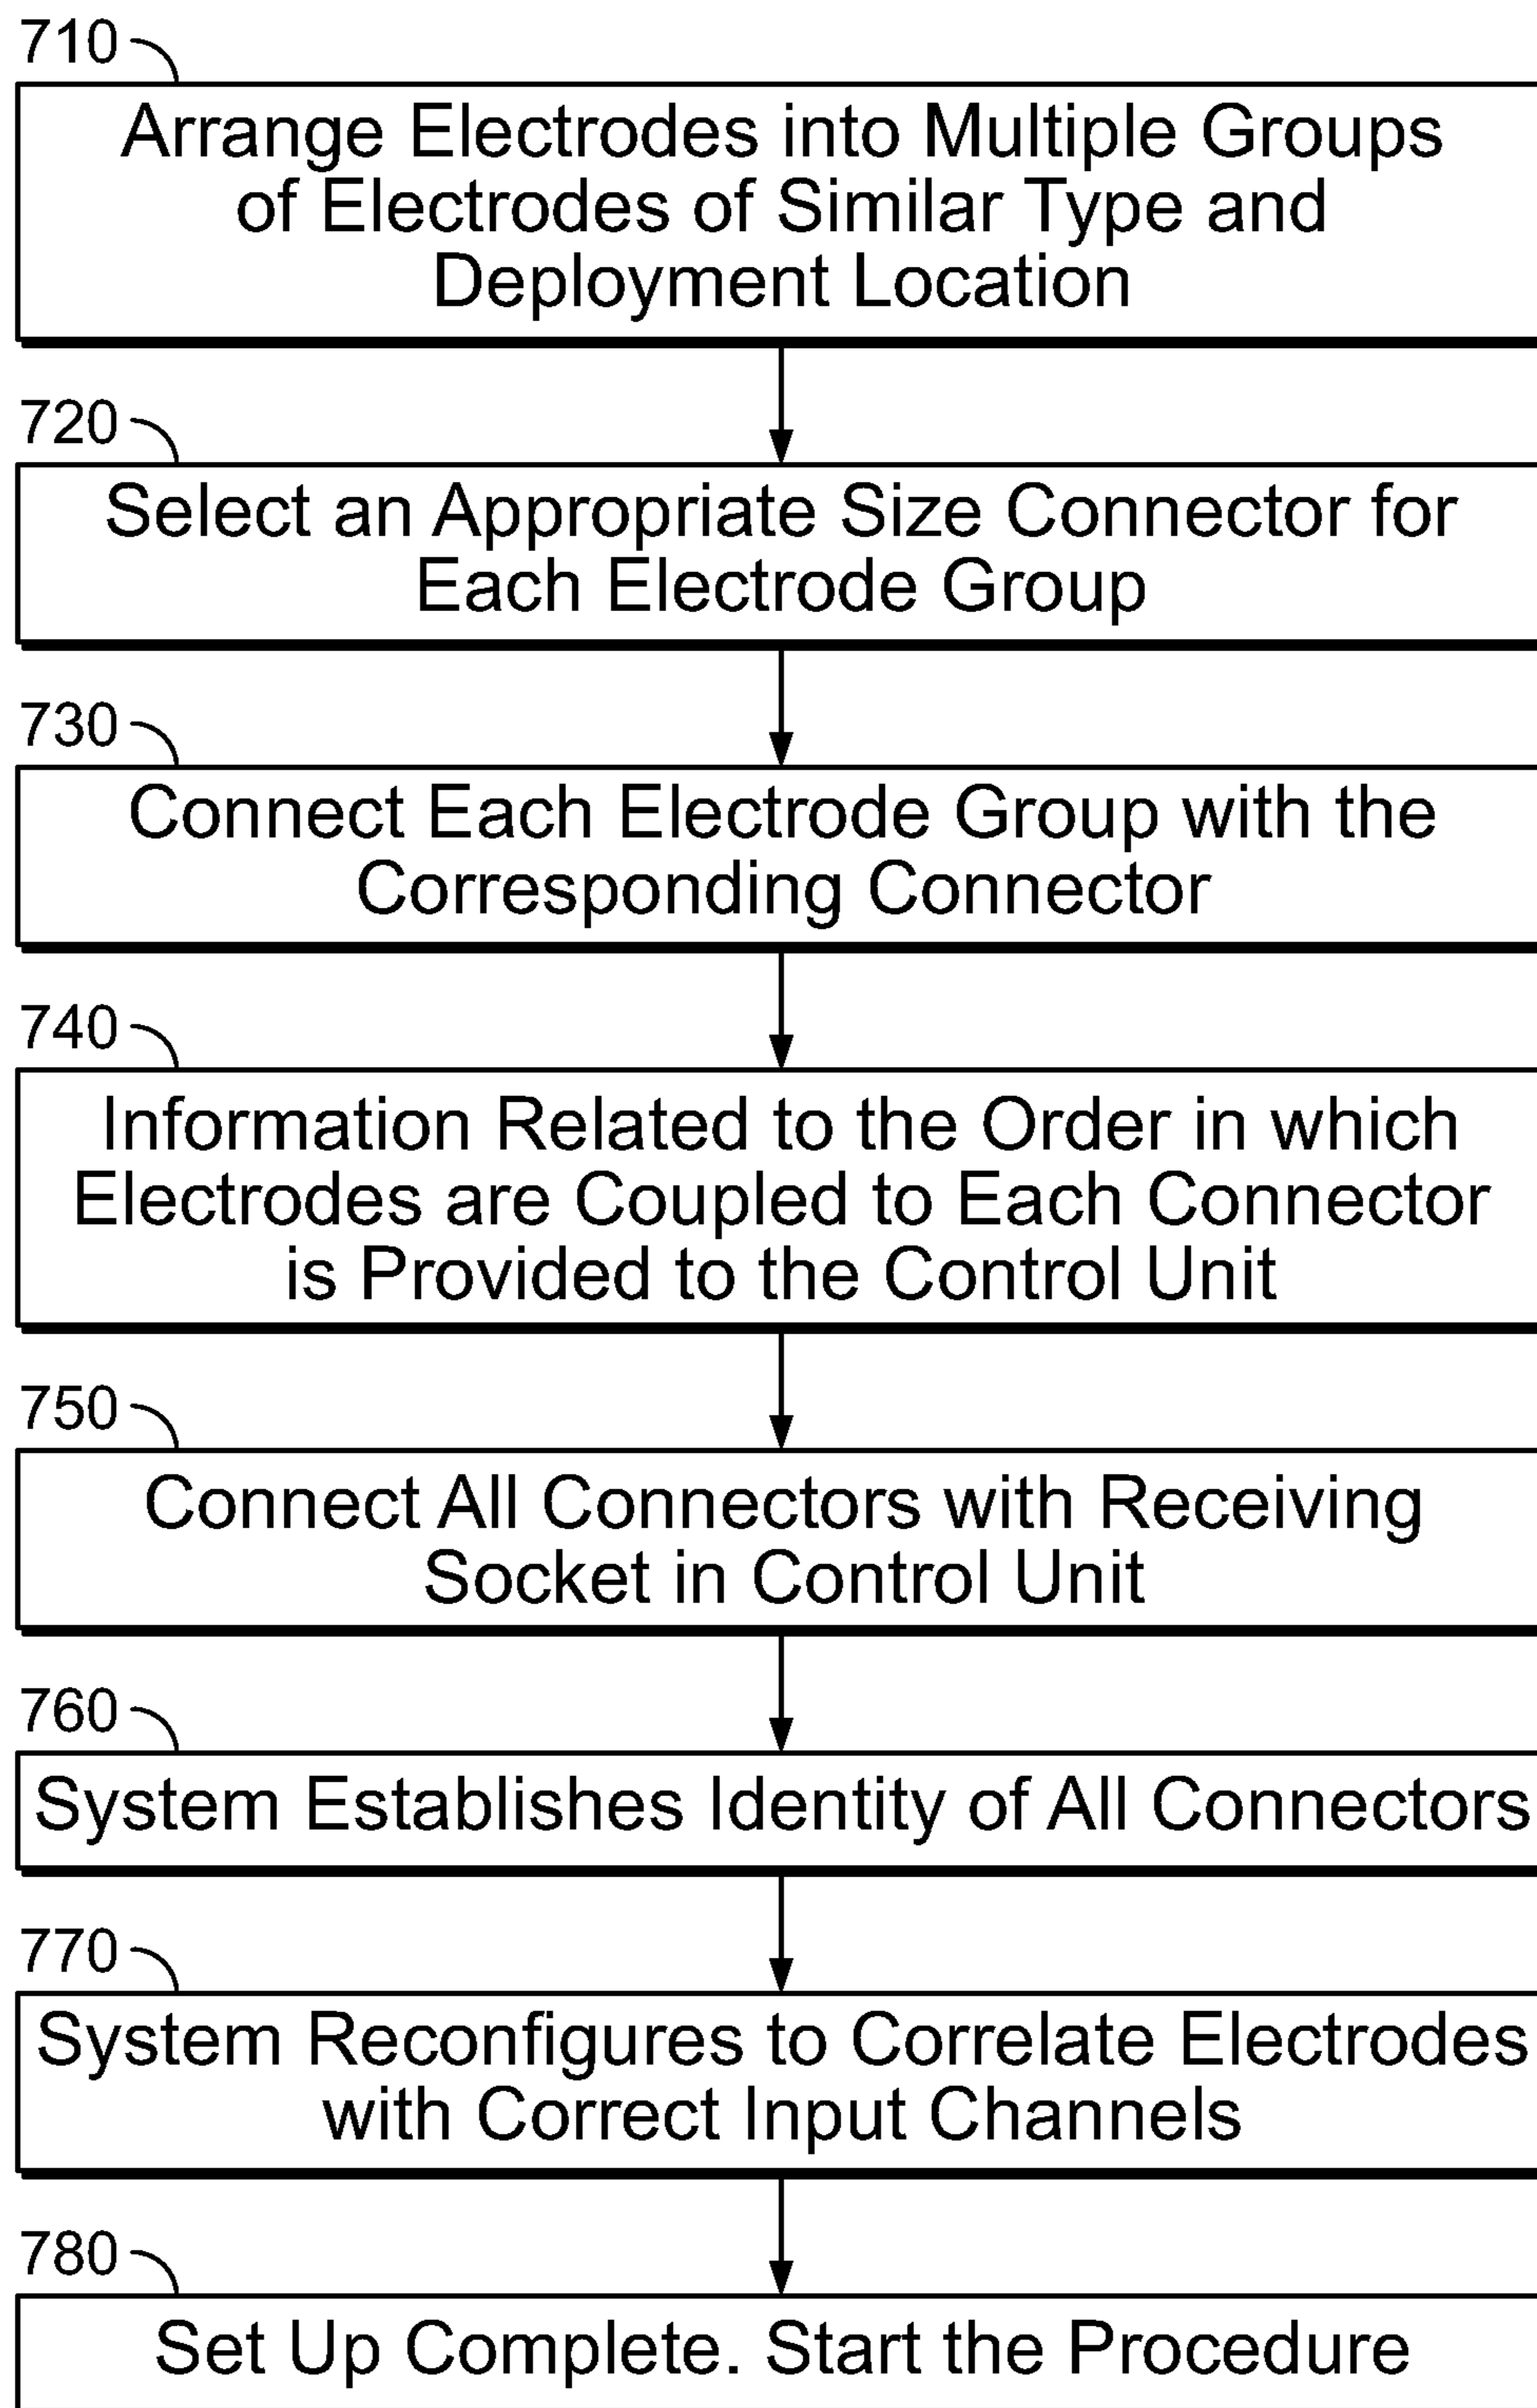 710
Arrange Electrodes into Multiple Groups
of Electrodes of Similar Type and
Deployment Location
720
Select an Appropriate Size Connector for
Each Electrode Group
730
Connect Each Electrode Group with the
Corresponding Connector
740
Information Related to the Order in which
Electrodes are Coupled to Each Connector
is Provided to the Control Unit
750
Connect All Connectors with Receiving
Socket in Control Unit
760
System Establishes Identity of All Connectors
770
System Reconfigures to Correlate Electrodes
with Correct Input Channels
780
Set Up Complete. Start the Procedure